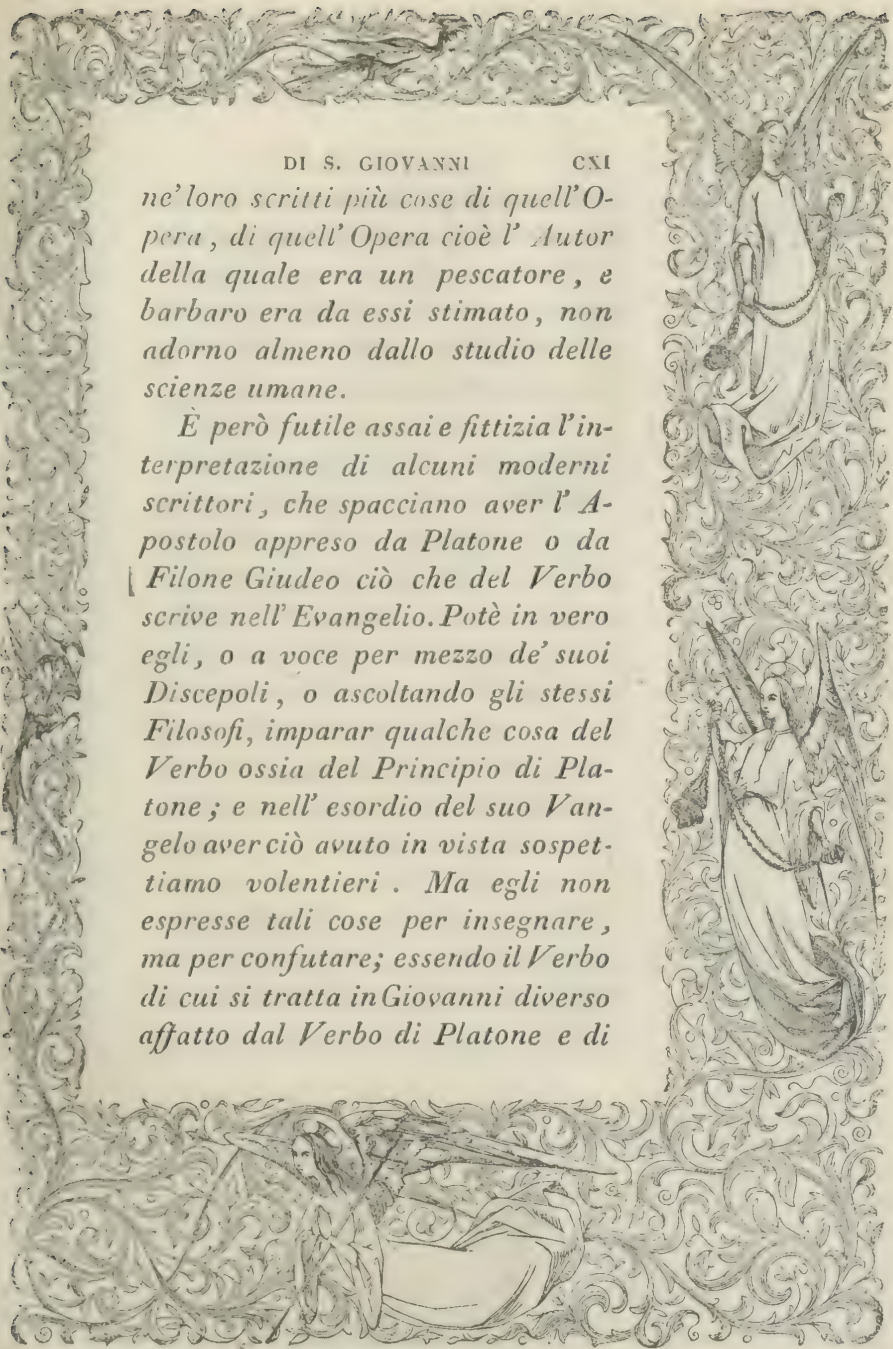 DI S. GIOVANNI CXI
ne' loro scritti più cose di quell' O-
pera, di quell' Opera cioè l' Autor
della quale era un pescatore, e
barbaro era da essi stimato, non
adorno almeno dallo studio delle
scienze umane.
È però futile assai e fittizia l' in-
terpretazione di alcuni moderni
scrittori, che spacciano aver l' A-
postolo appreso da Platone o da
Filone Giudeo ciò che del Verbo
scrive nell' Evangelio. Potè in vero
egli, o a voce per mezzo de' suoi
Discepoli, o ascoltando gli stessi
Filosofi, imparar qualche cosa del
Verbo ossia del Principio di Pla-
tone; e nell' esordio del suo Van-
gelo aver ciò avuto in vista sospet-
tiamo volentieri. Ma egli non
espresse tali cose per insegnare,
ma per confutare; essendo il Verbo
di cui si tratta in Giovanni diverso
affatto dal Verbo di Platone e di